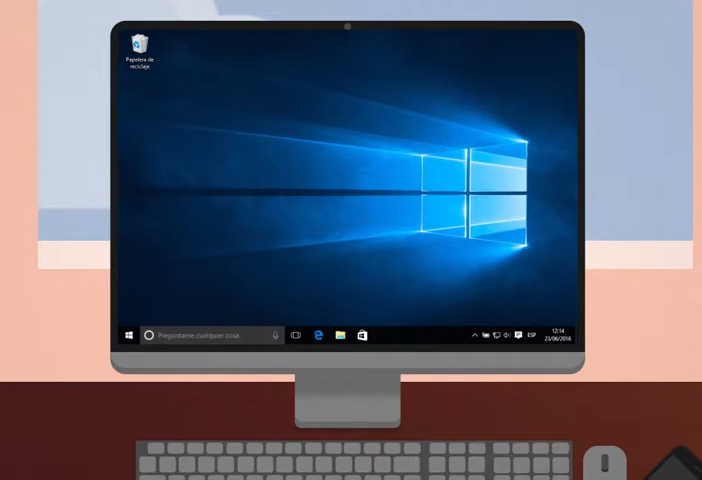 Papelera de
reciclaje
Pregúntame cualquier cosa
ESP
12:14
23/06/2016